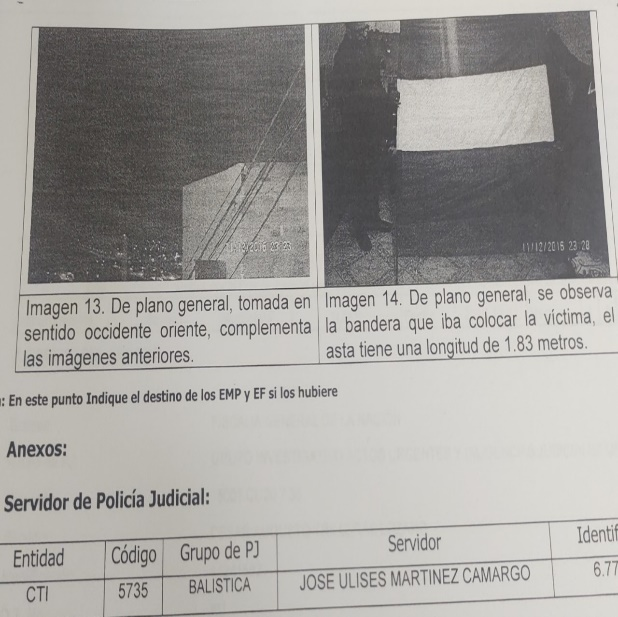 11/12/2015 23:23
11/12/2015 23:28
Imagen 13. De plano general, tomada en
sentido occidente oriente, complementa
las imágenes anteriores.
Imagen 14. De plano general, se observa
la bandera que iba colocar la víctima, el
asta tiene una longitud de 1.83 metros.
: En este punto Indique el destino de los EMP y EF si los hubiere
Anexos:
Servidor de Policía Judicial:
Entidad Código Grupo de PJ Servidor Identif
CTI 5735 BALISTICA JOSE ULISES MARTINEZ CAMARGO 6.77